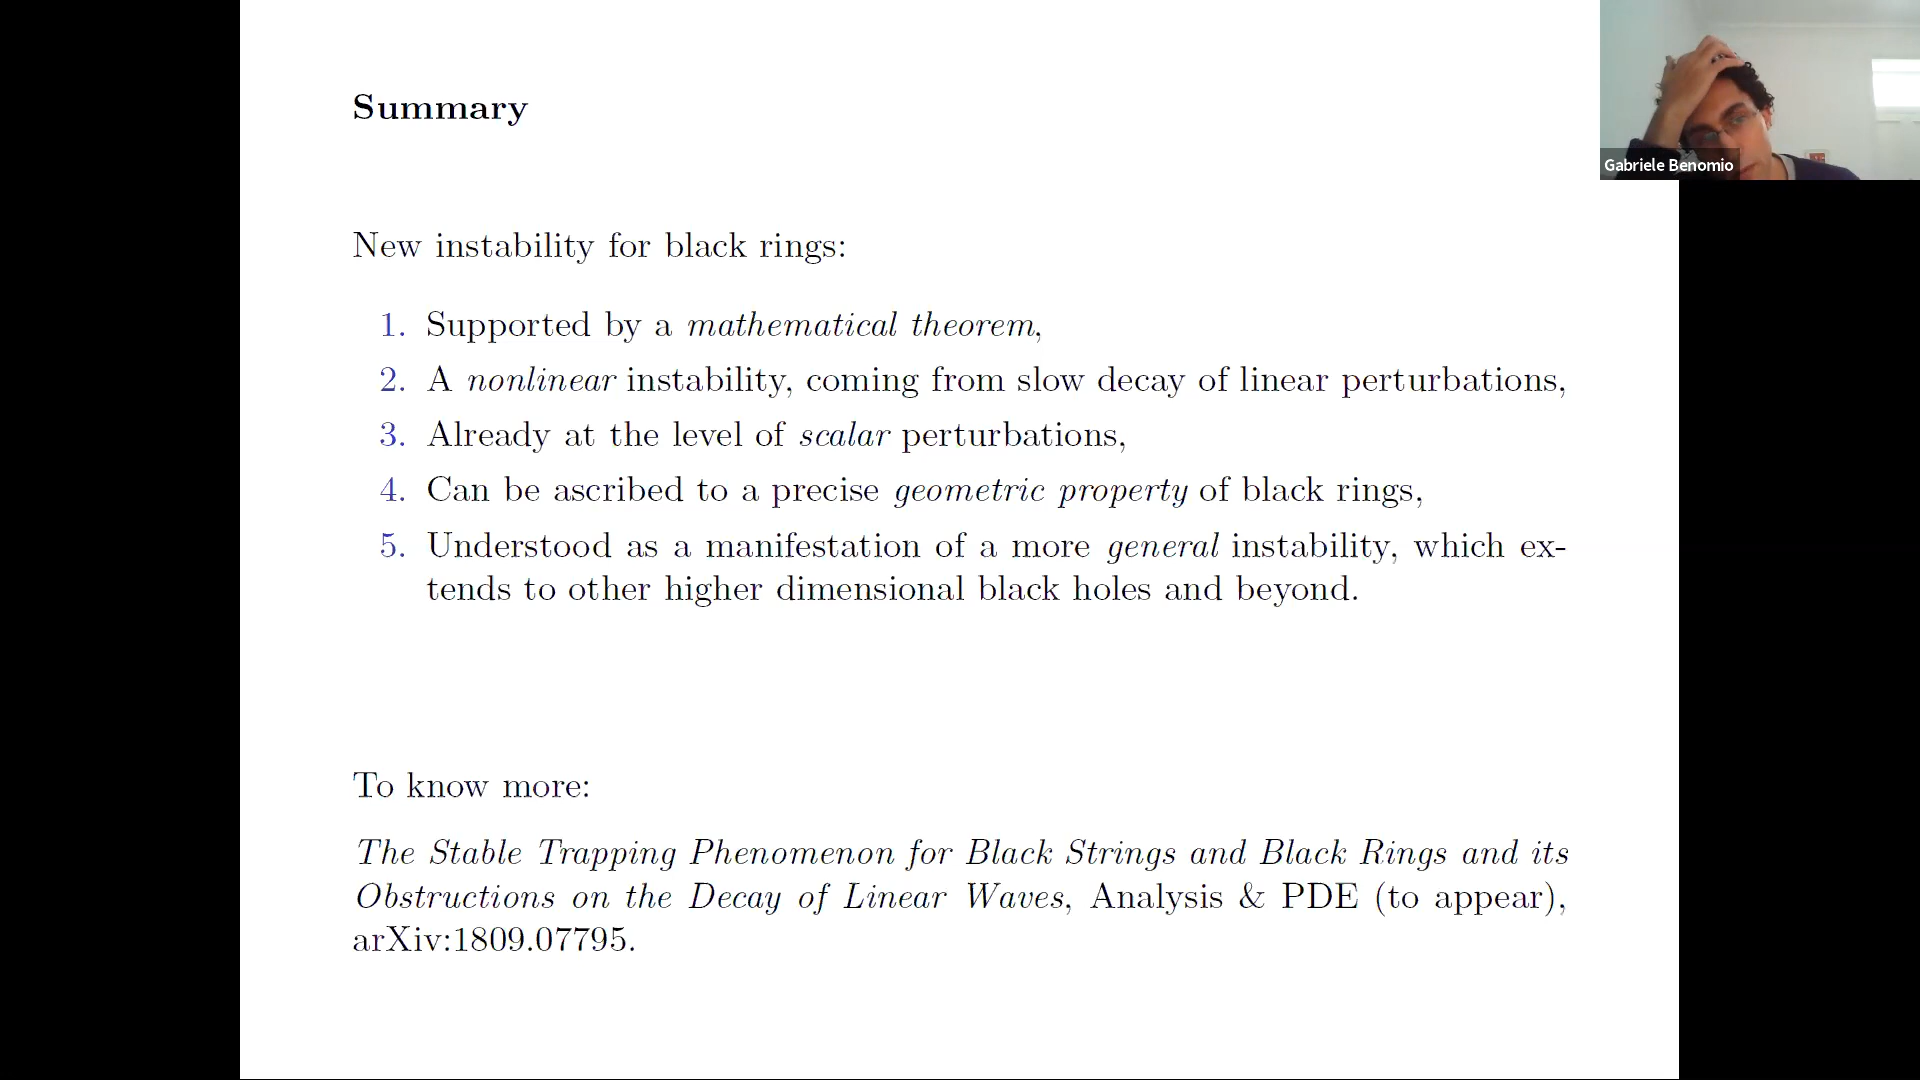 Summary
Gabriele Benomio
New instability for black rings:
1. Supported by a mathematical theorem,
2. A nonlinear instability, coming from slow decay of linear perturbations,
3. Already at the level of scalar perturbations,
4. Can be ascribed to a precise geometric property of black rings,
5. Understood as a manifestation of a more general instability, which ex-
tends to other higher dimensional black holes and beyond.
To know more:
The Stable Trapping Phenomenon for Black Strings and Black Rings and its
Obstructions on the Decay of Linear Waves, Analysis & PDE (to appear),
arXiv:1809.07795.